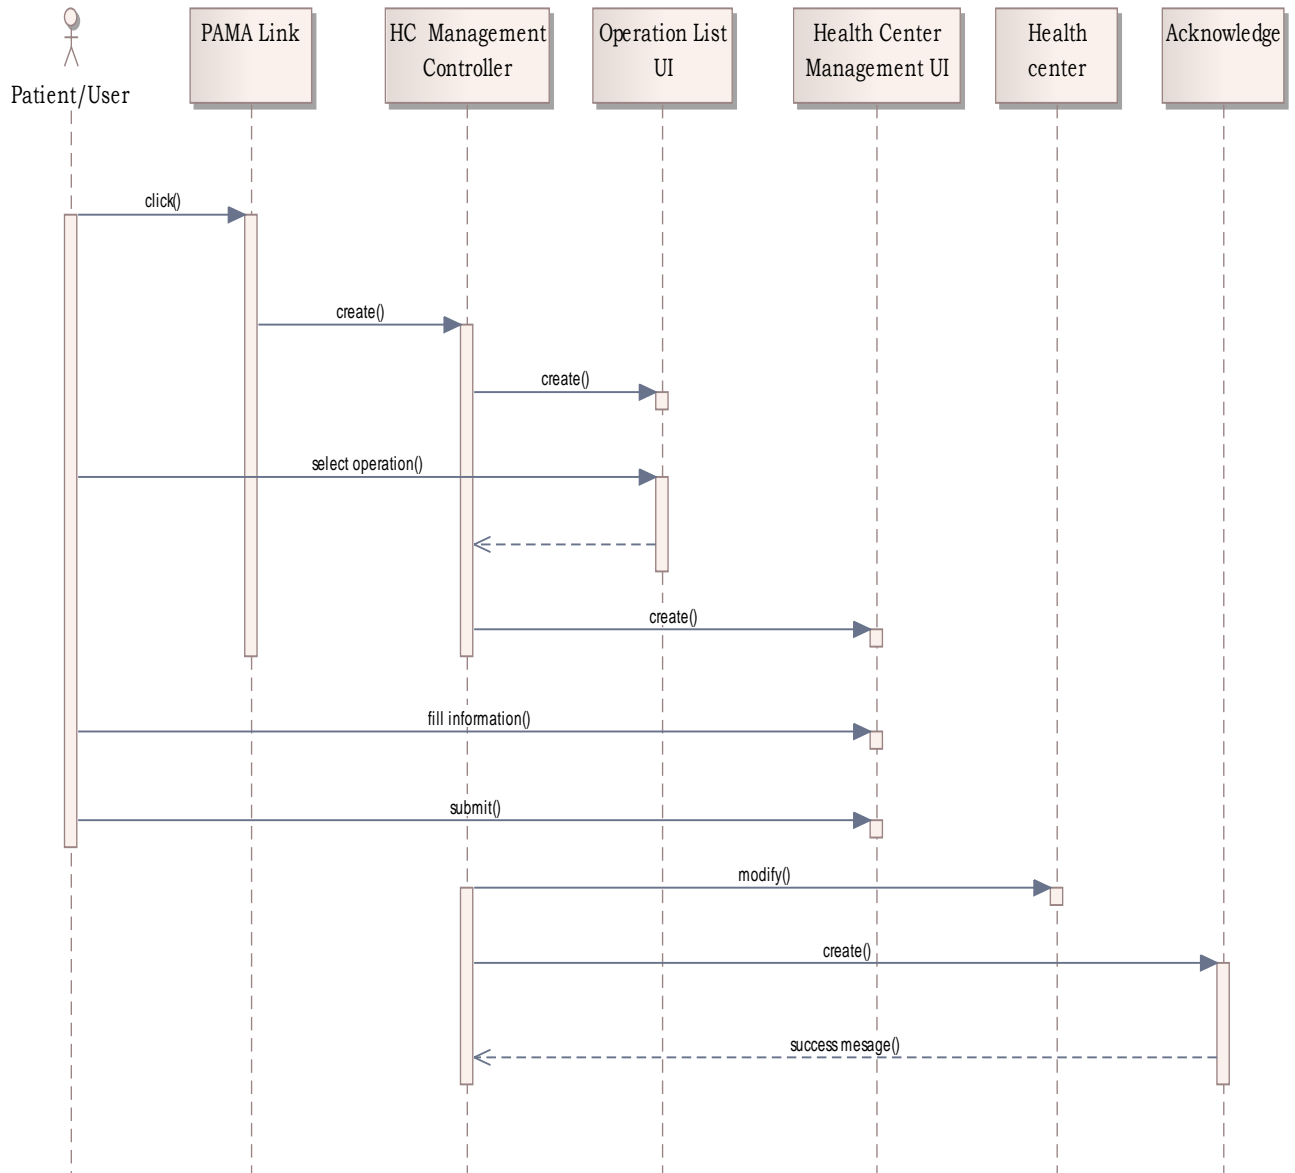 Patient/User
PAMA Link
HC Management
Controller
Operation List
UI
Health Center
Management UI
Health
center
Acknowledge
click()
create()
create()
select operation()
create()
fill information()
submit()
modify()
create()
success mesage()